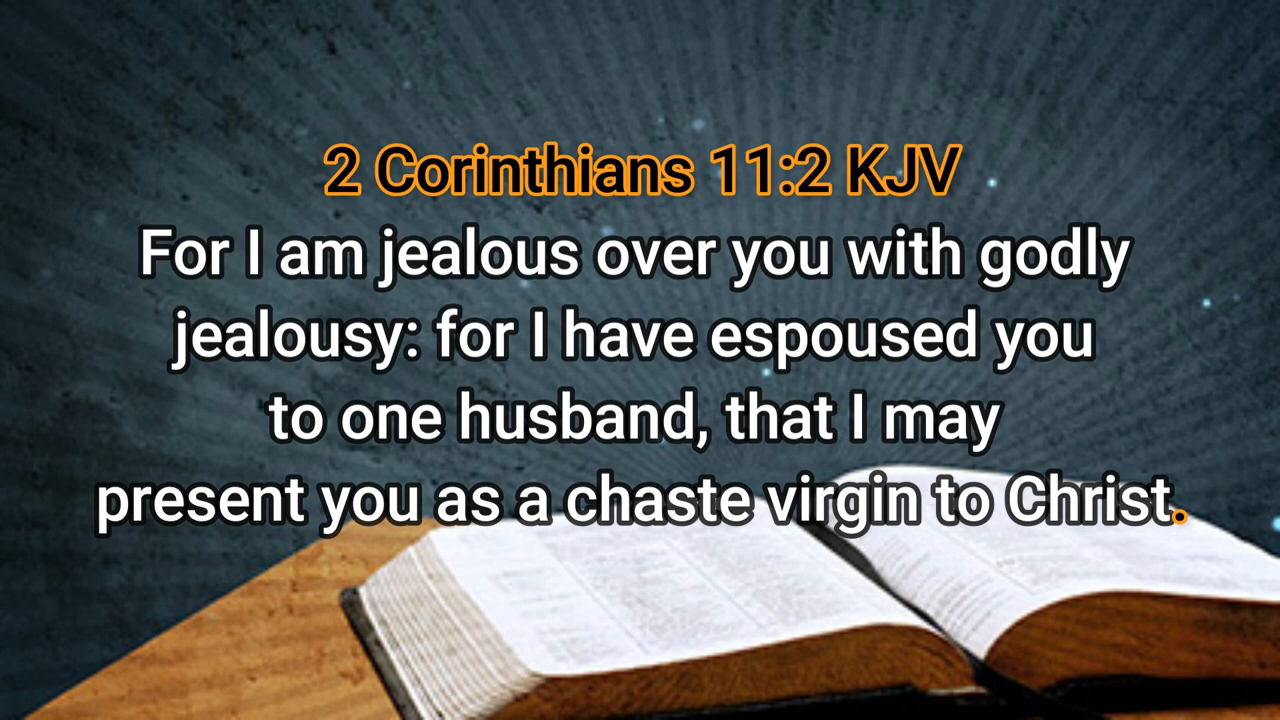 2 Corinthians 11:2 KJV
For I am jealous over you with godly
jealousy: for I have espoused you
to one husband, that I may
present you as a chaste virgin to Christ.